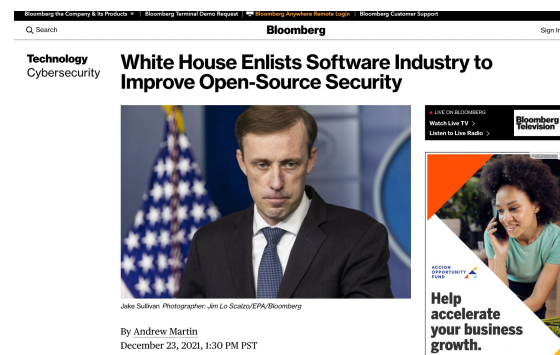 Bloomberg the Company & Its Products ▼ | Bloomberg Terminal Demo Request | Bloomberg Anywhere Remote Login | Bloomberg Customer Support
Search
Bloomberg
Sign In
Technology
Cybersecurity
White House Enlists Software Industry to
Improve Open-Source Security
LIVE ON BLOOMBERG
Watch Live TV >
Listen to Live Radio >
Bloomberg
Television
ACCION
OPPORTUNITY
FUND
Help
accelerate
your business
growth.
Jake Sullivan Photographer: Jim Lo Scalzo/EPA/Bloomberg
By Andrew Martin
December 23, 2021, 1:30 PM PST